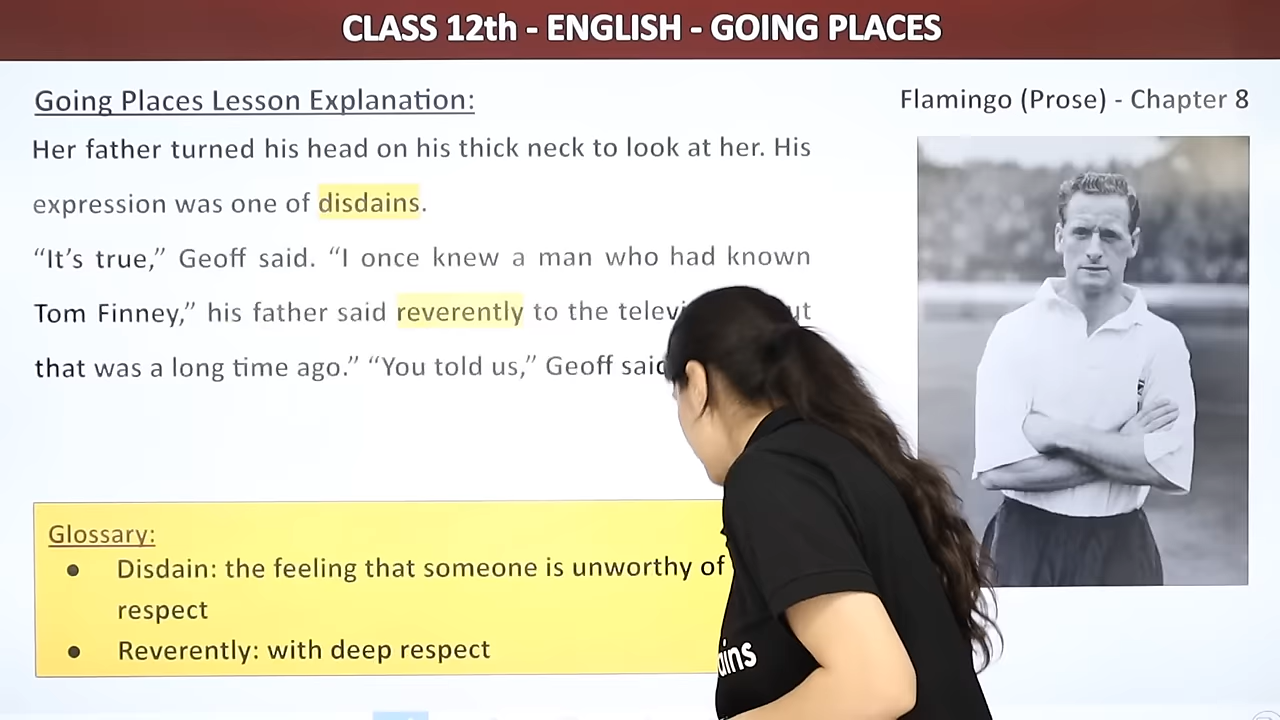 CLASS 12th - ENGLISH - GOING PLACES
Going Places Lesson Explanation:
Flamingo (Prose) - Chapter 8
Her father turned his head on his thick neck to look at her. His
expression was one of disdains.
“It’s true,” Geoff said. “I once knew a man who had known
Tom Finney,” his father said reverently to the
that was a long time ago.” “You told us,” Geoff
Glossary:
● Disdain: the feeling that someone is unworthy of
respect
● Reverently: with deep respect